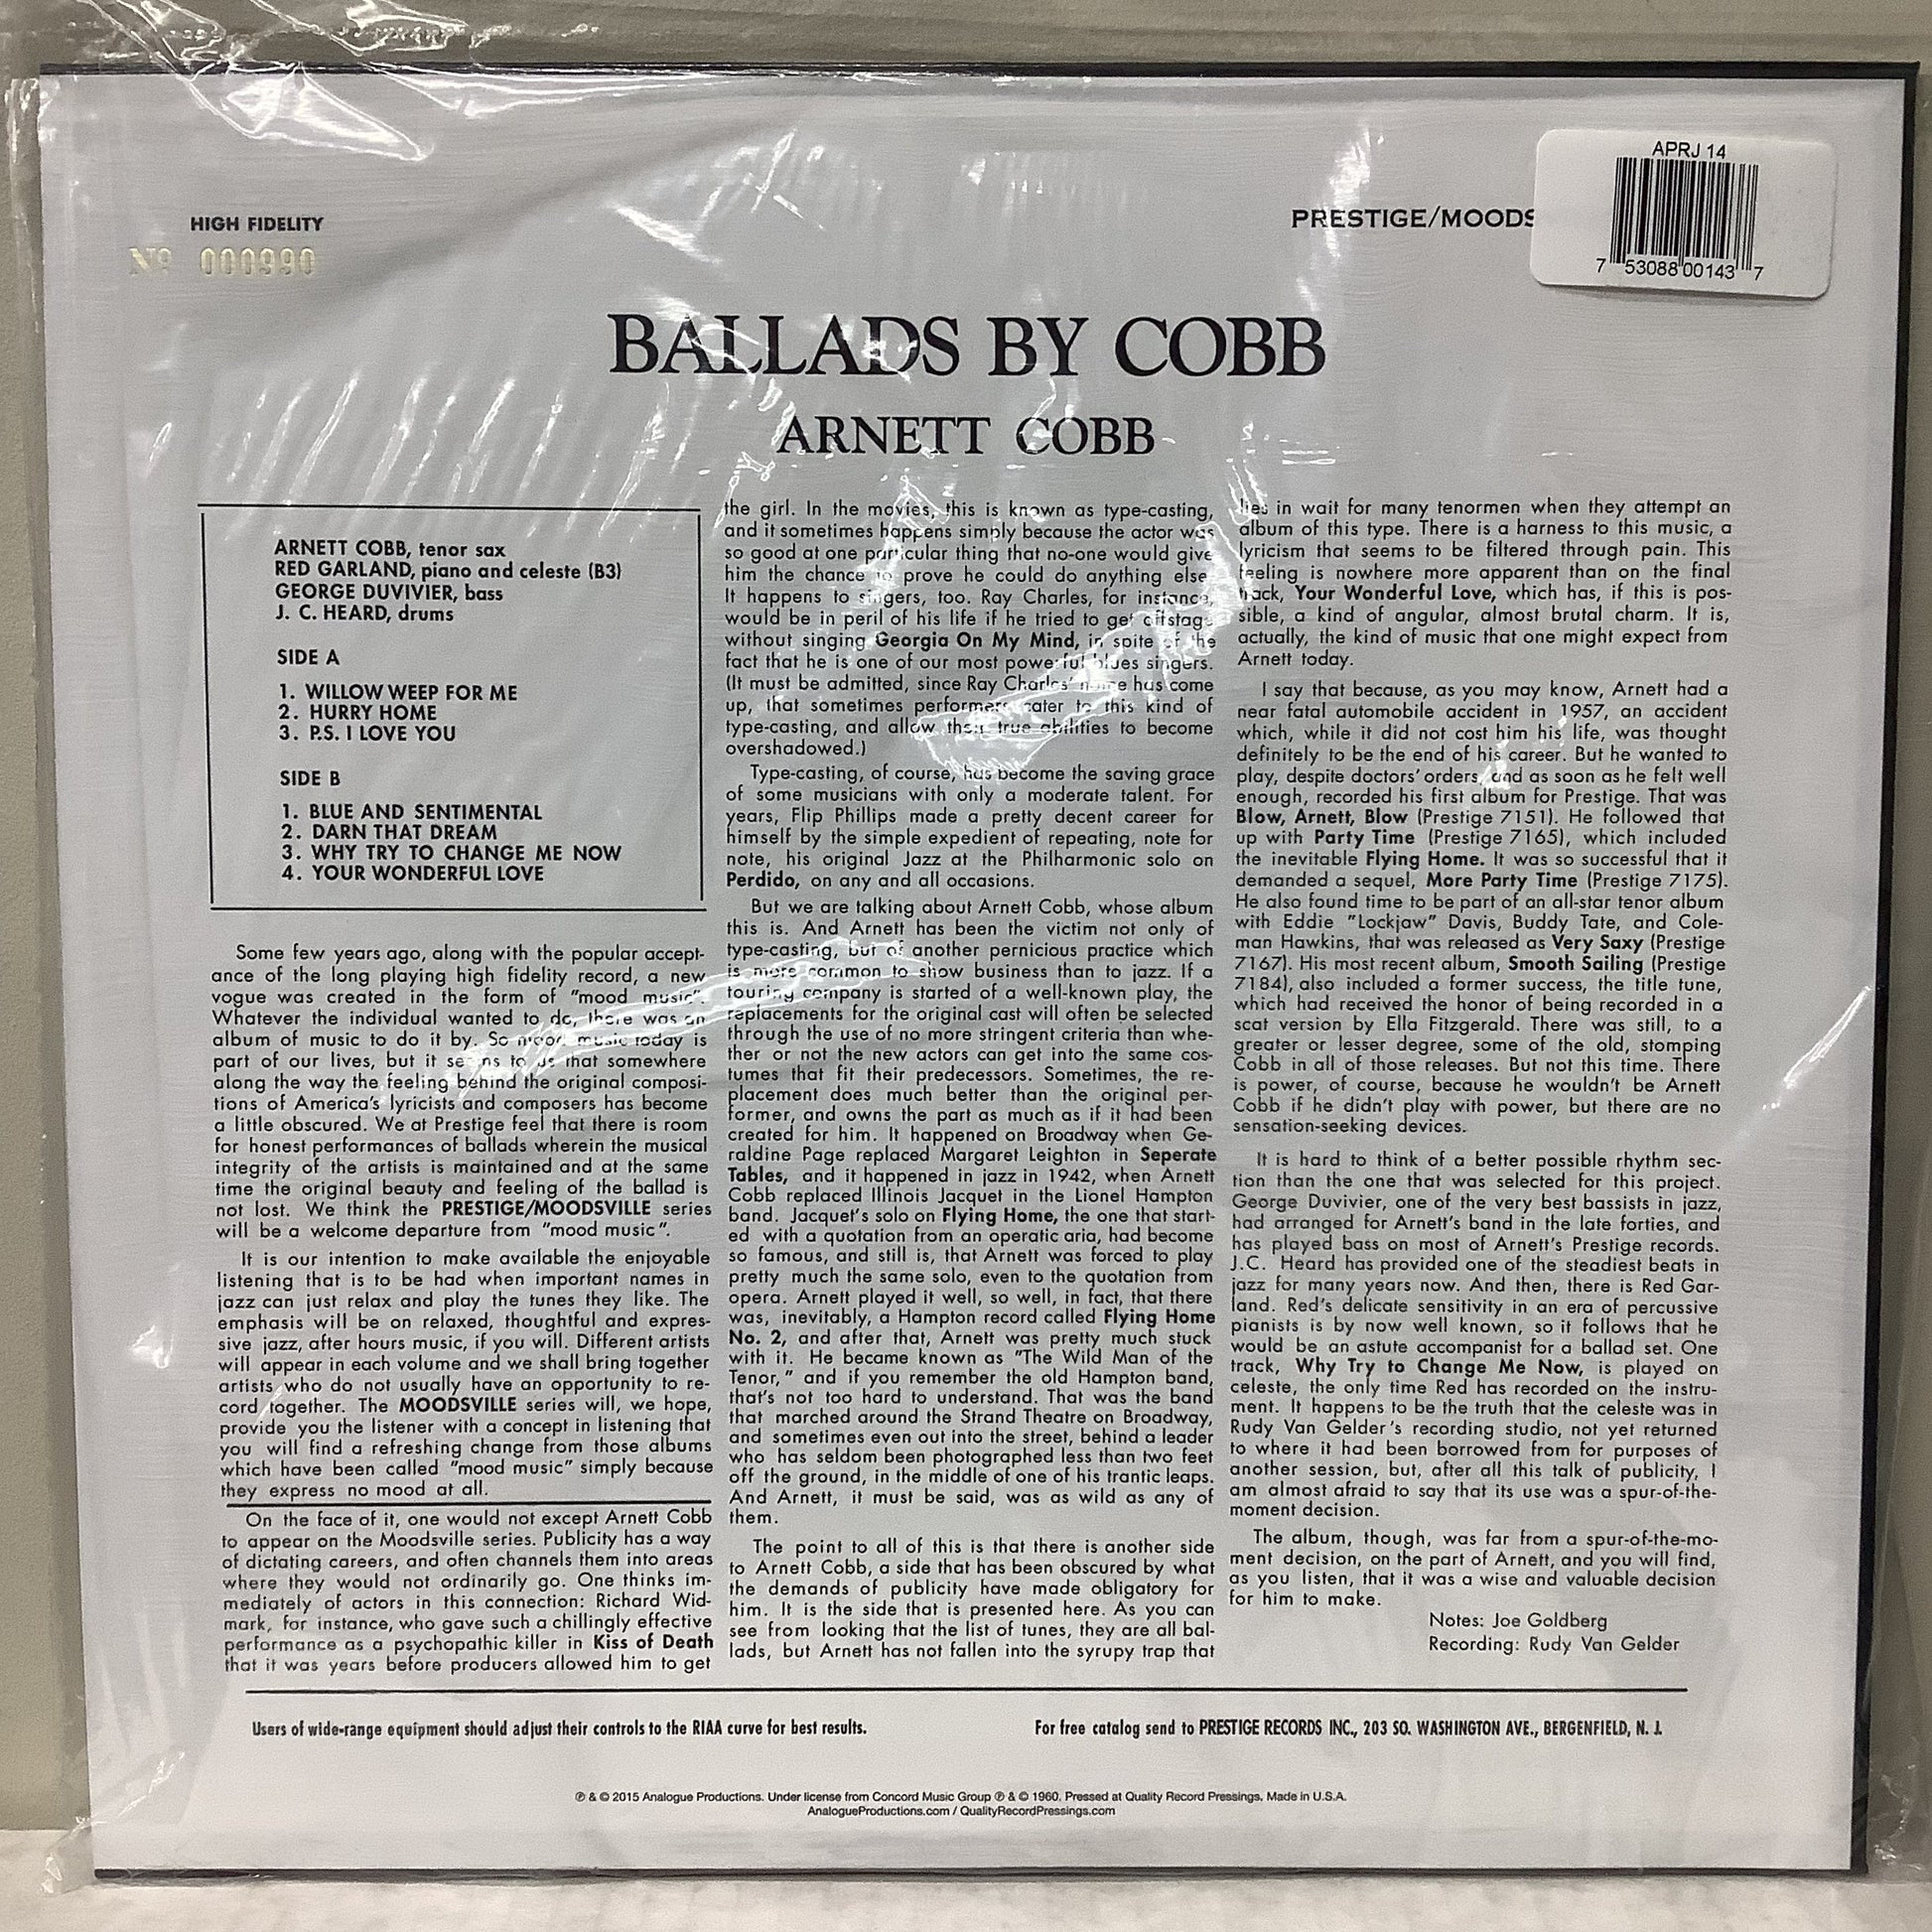 APRJ 14
7 53088 00143 7
HIGH FIDELITY
PRESTIGE/MOODS
Nº 000990
BALLADS BY COBB
ARNETT COBB
ARNETT COBB, tenor sax
RED GARLAND, piano and celeste (B3)
GEORGE DUVIVIER, bass
J. C. HEARD, drums
SIDE A
1. WILLOW WEEP FOR ME
2. HURRY HOME
3. P.S. I LOVE YOU
SIDE B
1. BLUE AND SENTIMENTAL
2. DARN THAT DREAM
3. WHY TRY TO CHANGE ME NOW
4. YOUR WONDERFUL LOVE
Some few years ago, along with the popular accept-
ance of the long playing high fidelity record, a new
vogue was created in the form of "mood music".
Whatever the individual wanted to do, there was an
album of music to do it by. So mood music today is
part of our lives, but it seems to us that somewhere
along the way the feeling behind the original composi-
tions of America's lyricists and composers has become
a little obscured. We at Prestige feel that there is room
for honest performances of ballads wherein the musical
integrity of the artists is maintained and at the same
time the original beauty and feeling of the ballad is
not lost. We think the PRESTIGE/MOODSVILLE series
will be a welcome departure from "mood music".
It is our intention to make available the enjoyable
listening that is to be had when important names in
jazz can just relax and play the tunes they like. The
emphasis will be on relaxed, thoughtful and expres-
sive jazz, after hours music, if you will. Different artists
will appear in each volume and we shall bring together
artists who do not usually have an opportunity to re-
cord together. The MOODSVILLE series will, we hope,
provide you the listener with a concept in listening that
you will find a refreshing change from those albums
which have been called "mood music" simply because
they express no mood at all.
On the face of it, one would not except Arnett Cobb
to appear on the Moodsville series. Publicity has a way
of dictating careers, and often channels them into areas
where they would not ordinarily go. One thinks im-
mediately of actors in this connection: Richard Wid-
mark, for instance, who gave such a chillingly effective
performance as a psychopathic killer in Kiss of Death
that it was years before producers allowed him to get
the girl. In the movies, this is known as type-casting,
and it sometimes happens simply because the actor was
so good at one particular thing that no-one would give
him the chance to prove he could do anything else.
It happens to singers, too. Ray Charles, for instance,
would be in peril of his life if he tried to get offstage
without singing Georgia On My Mind, in spite of the
fact that he is one of our most powerful blues singers.
(It must be admitted, since Ray Charles' name has come
up, that sometimes performers cater to this kind of
type-casting, and allow their true abilities to become
overshadowed.)
Type-casting, of course, has become the saving grace
of some musicians with only a moderate talent. For
years, Flip Phillips made a pretty decent career for
himself by the simple expedient of repeating, note for
note, his original Jazz at the Philharmonic solo on
Perdido, on any and all occasions.
But we are talking about Arnett Cobb, whose album
this is. And Arnett has been the victim not only of
type-casting, but of another pernicious practice which
is more common to show business than to jazz. If a
touring company is started of a well-known play, the
replacements for the original cast will often be selected
through the use of no more stringent criteria than whe-
ther or not the new actors can get into the same cos-
tumes that fit their predecessors. Sometimes, the re-
placement does much better than the original per-
former, and owns the part as much as if it had been
created for him. It happened on Broadway when Ge-
raldine Page replaced Margaret Leighton in Seperate
Tables, and it happened in jazz in 1942, when Arnett
Cobb replaced Illinois Jacquet in the Lionel Hampton
band. Jacquet's solo on Flying Home, the one that start-
ed with a quotation from an operatic aria, had become
so famous, and still is, that Arnett was forced to play
pretty much the same solo, even to the quotation from
opera. Arnett played it well, so well, in fact, that there
was, inevitably, a Hampton record called Flying Home
No. 2, and after that, Arnett was pretty much stuck
with it. He became known as "The Wild Man of the
Tenor," and if you remember the old Hampton band,
that's not too hard to understand. That was the band
that marched around the Strand Theatre on Broadway,
and sometimes even out into the street, behind a leader
who has seldom been photographed less than two feet
off the ground, in the middle of one of his trantic leaps.
And Arnett, it must be said, was as wild as any of
them.
The point to all of this is that there is another side
to Arnett Cobb, a side that has been obscured by what
the demands of publicity have made obligatory for
him. It is the side that is presented here. As you can
see from looking that the list of tunes, they are all bal-
lads, but Arnett has not fallen into the syrupy trap that
lies in wait for many tenormen when they attempt an
album of this type. There is a harness to this music, a
lyricism that seems to be filtered through pain. This
feeling is nowhere more apparent than on the final
track, Your Wonderful Love, which has, if this is pos-
sible, a kind of angular, almost brutal charm. It is,
actually, the kind of music that one might expect from
Arnett today.
I say that because, as you may know, Arnett had a
near fatal automobile accident in 1957, an accident
which, while it did not cost him his life, was thought
definitely to be the end of his career. But he wanted to
play, despite doctors' orders, and as soon as he felt well
enough, recorded his first album for Prestige. That was
Blow, Arnett, Blow (Prestige 7151). He followed that
up with Party Time (Prestige 7165), which included
the inevitable Flying Home. It was so successful that it
demanded a sequel, More Party Time (Prestige 7175).
He also found time to be part of an all-star tenor album
with Eddie "Lockjaw" Davis, Buddy Tate, and Cole-
man Hawkins, that was released as Very Saxy (Prestige
7167). His most recent album, Smooth Sailing (Prestige
7184), also included a former success, the title tune,
which had received the honor of being recorded in a
scat version by Ella Fitzgerald. There was still, to a
greater or lesser degree, some of the old, stomping
Cobb in all of those releases. But not this time. There
is power, of course, because he wouldn't be Arnett
Cobb if he didn't play with power, but there are no
sensation-seeking devices.
It is hard to think of a better possible rhythm sec-
tion than the one that was selected for this project.
George Duvivier, one of the very best bassists in jazz,
had arranged for Arnett's band in the late forties, and
has played bass on most of Arnett's Prestige records.
J.C. Heard has provided one of the steadiest beats in
jazz for many years now. And then, there is Red Gar-
land. Red's delicate sensitivity in an era of percussive
pianists is by now well known, so it follows that he
would be an astute accompanist for a ballad set. One
track, Why Try to Change Me Now, is played on
celeste, the only time Red has recorded on the instru-
ment. It happens to be the truth that the celeste was in
Rudy Van Gelder's recording studio, not yet returned
to where it had been borrowed from for purposes of
another session, but, after all this talk of publicity, I
am almost afraid to say that its use was a spur-of-the-
moment decision.
The album, though, was far from a spur-of-the-mo-
ment decision, on the part of Arnett, and you will find,
as you listen, that it was a wise and valuable decision
for him to make.
Notes: Joe Goldberg
Recording: Rudy Van Gelder
Users of wide-range equipment should adjust their controls to the RIAA curve for best results.
For free catalog send to PRESTIGE RECORDS INC., 203 SO. WASHINGTON AVE., BERGENFIELD, N. J.
℗ & © 2015 Analogue Productions. Under license from Concord Music Group ℗ & © 1960. Pressed at Quality Record Pressings, Made in U.S.A.
AnalogueProductions.com / QualityRecordPressings.com